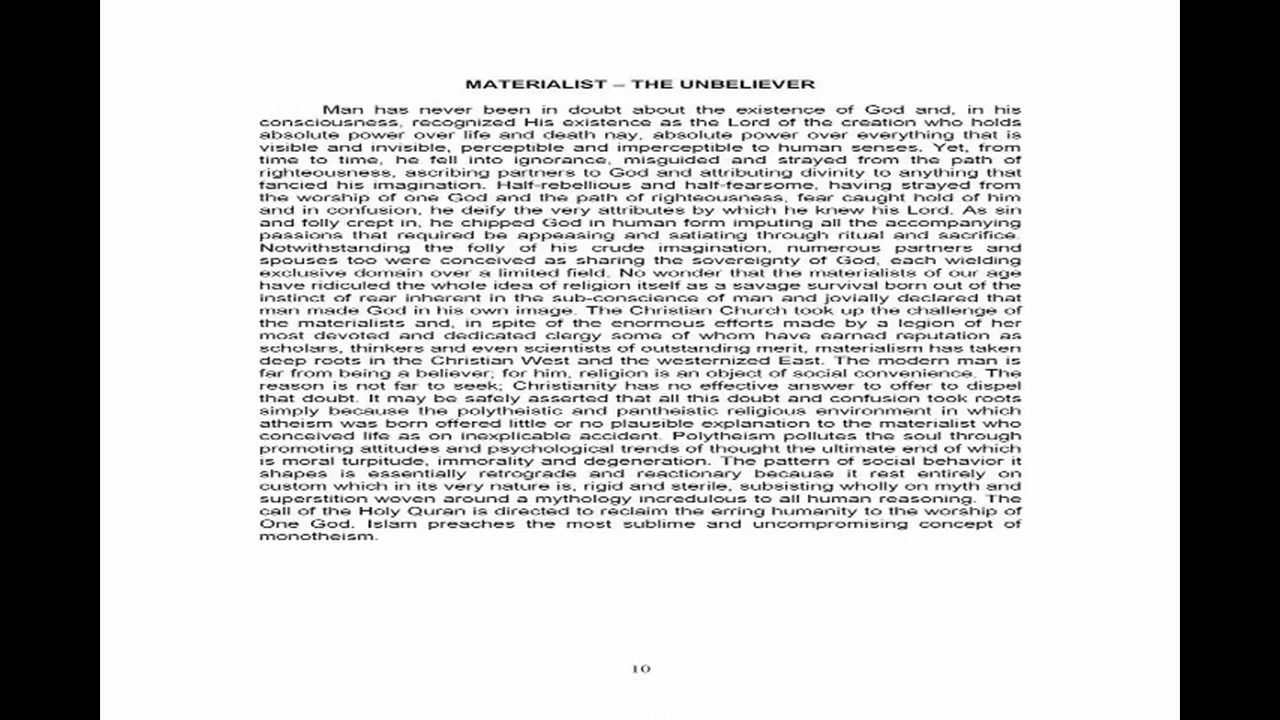 MATERIALIST – THE UNBELIEVER
Man has never been in doubt about the existence of God and, in his
consciousness, recognized His existence as the Lord of the creation who holds
absolute power over life and death nay, absolute power over everything that is
visible and invisible, perceptible and imperceptible to human senses. Yet, from
time to time, he fell into ignorance, misguided and strayed from the path of
righteousness, ascribing partners to God and attributing divinity to anything that
fancied his imagination. Half-rebellious and half-fearsome, having strayed from
the worship of one God and the path of righteousness, fear caught hold of him
and in confusion, he deify the very attributes by which he knew his Lord. As sin
and folly crept in, he chipped God in human form imputing all the accompanying
passions that required be appeasing and satiating through ritual and sacrifice.
Notwithstanding the folly of his crude imagination, numerous partners and
spouses too were conceived as sharing the sovereignty of God, each wielding
exclusive domain over a limited field. No wonder that the materialists of our age
have ridiculed the whole idea of religion itself as a savage survival born out of the
instinct of rear inherent in the sub-conscience of man and jovially declared that
man made God in his own image. The Christian Church took up the challenge of
the materialists and, in spite of the enormous efforts made by a legion of her
most devoted and dedicated clergy some of whom have earned reputation as
scholars, thinkers and even scientists of outstanding merit, materialism has taken
deep roots in the Christian West and the westernized East. The modern man is
far from being a believer; for him, religion is an object of social convenience. The
reason is not far to seek; Christianity has no effective answer to offer to dispel
that doubt. It may be safely asserted that all this doubt and confusion took roots
simply because the polytheistic and pantheistic religious environment in which
atheism was born offered little or no plausible explanation to the materialist who
conceived life as on inexplicable accident. Polytheism pollutes the soul through
promoting attitudes and psychological trends of thought the ultimate end of which
is moral turpitude, immorality and degeneration. The pattern of social behavior it
shapes is essentially retrograde and reactionary because it rest entirely on
custom which in its very nature is, rigid and sterile, subsisting wholly on myth and
superstition woven around a mythology incredulous to all human reasoning. The
call of the Holy Quran is directed to reclaim the erring humanity to the worship of
One God. Islam preaches the most sublime and uncompromising concept of
monotheism.
10